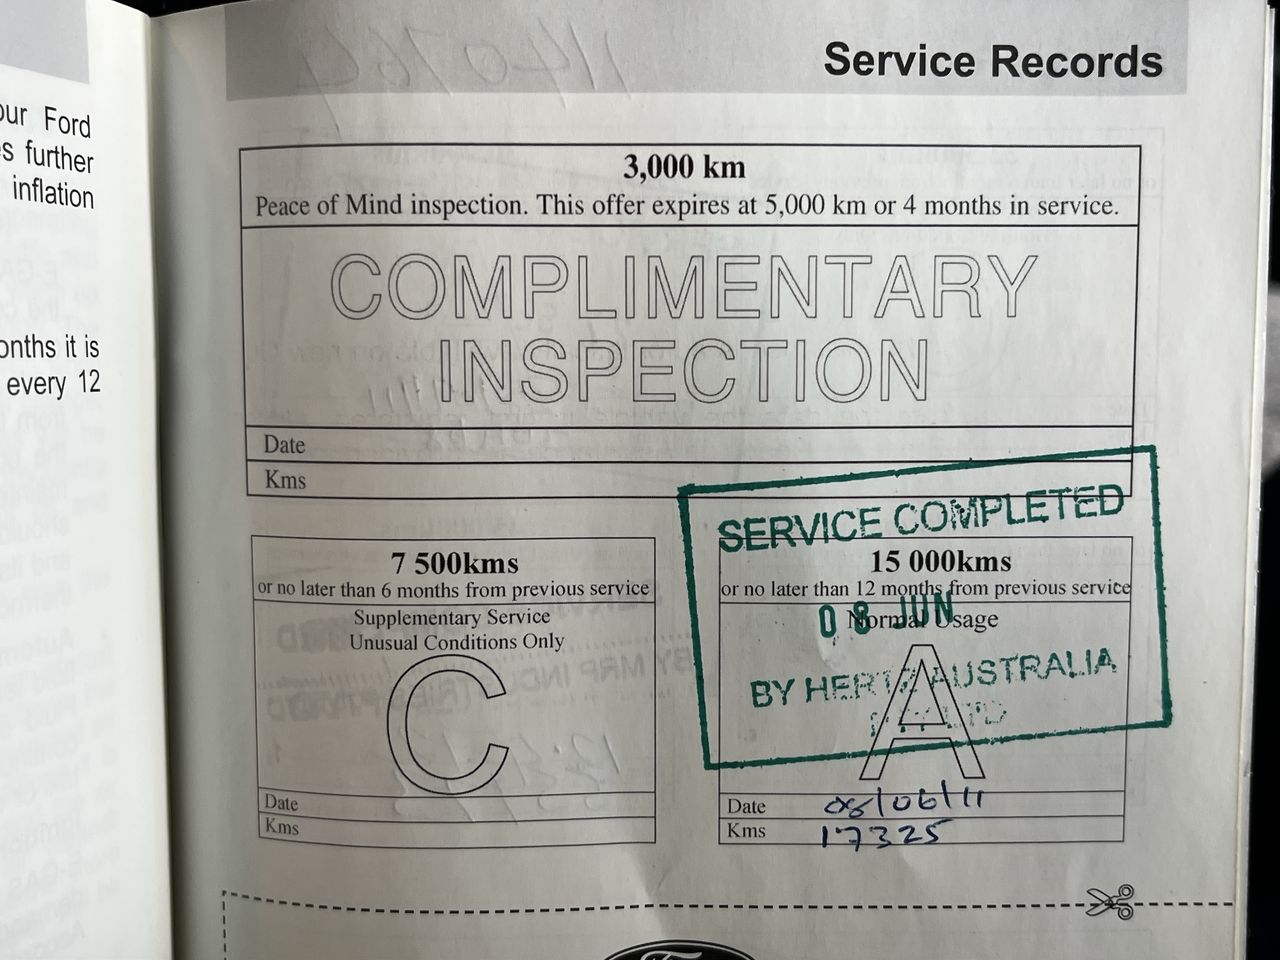 our Ford
s further
inflation
onths it is
every 12
Service Records
3,000 km
Peace of Mind inspection. This offer expires at 5,000 km or 4 months in service.
COMPLIMENTARY
INSPECTION
Date
Kms
7 500kms
or no later than 6 months from previous service
Supplementary Service
Unusual Conditions Only
C
Date
Kms
SERVICE COMPLETED
15 000kms
or no later than 12 months from previous service
08 JUN
Normal Usage
BY HERTZ AUSTRALIA
PTY LTD
A
Date 08/06/11
Kms 17325